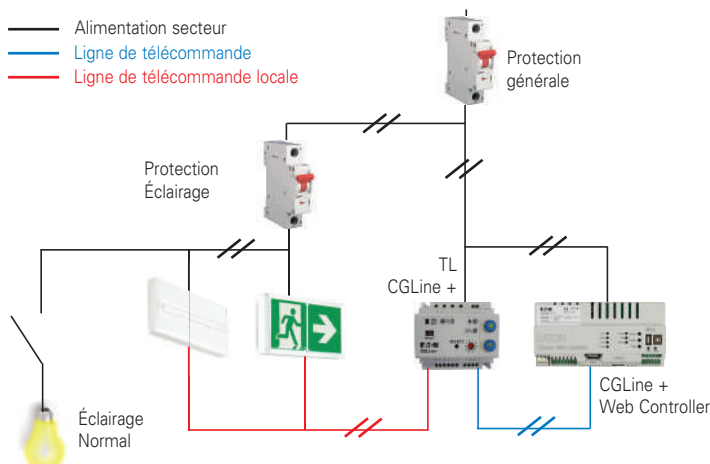 Alimentation secteur
Ligne de télécommande
Ligne de télécommande locale
Protection
générale
Protection
Éclairage
TL
CGLine +
CGLine +
Web Controller
Éclairage
Normal